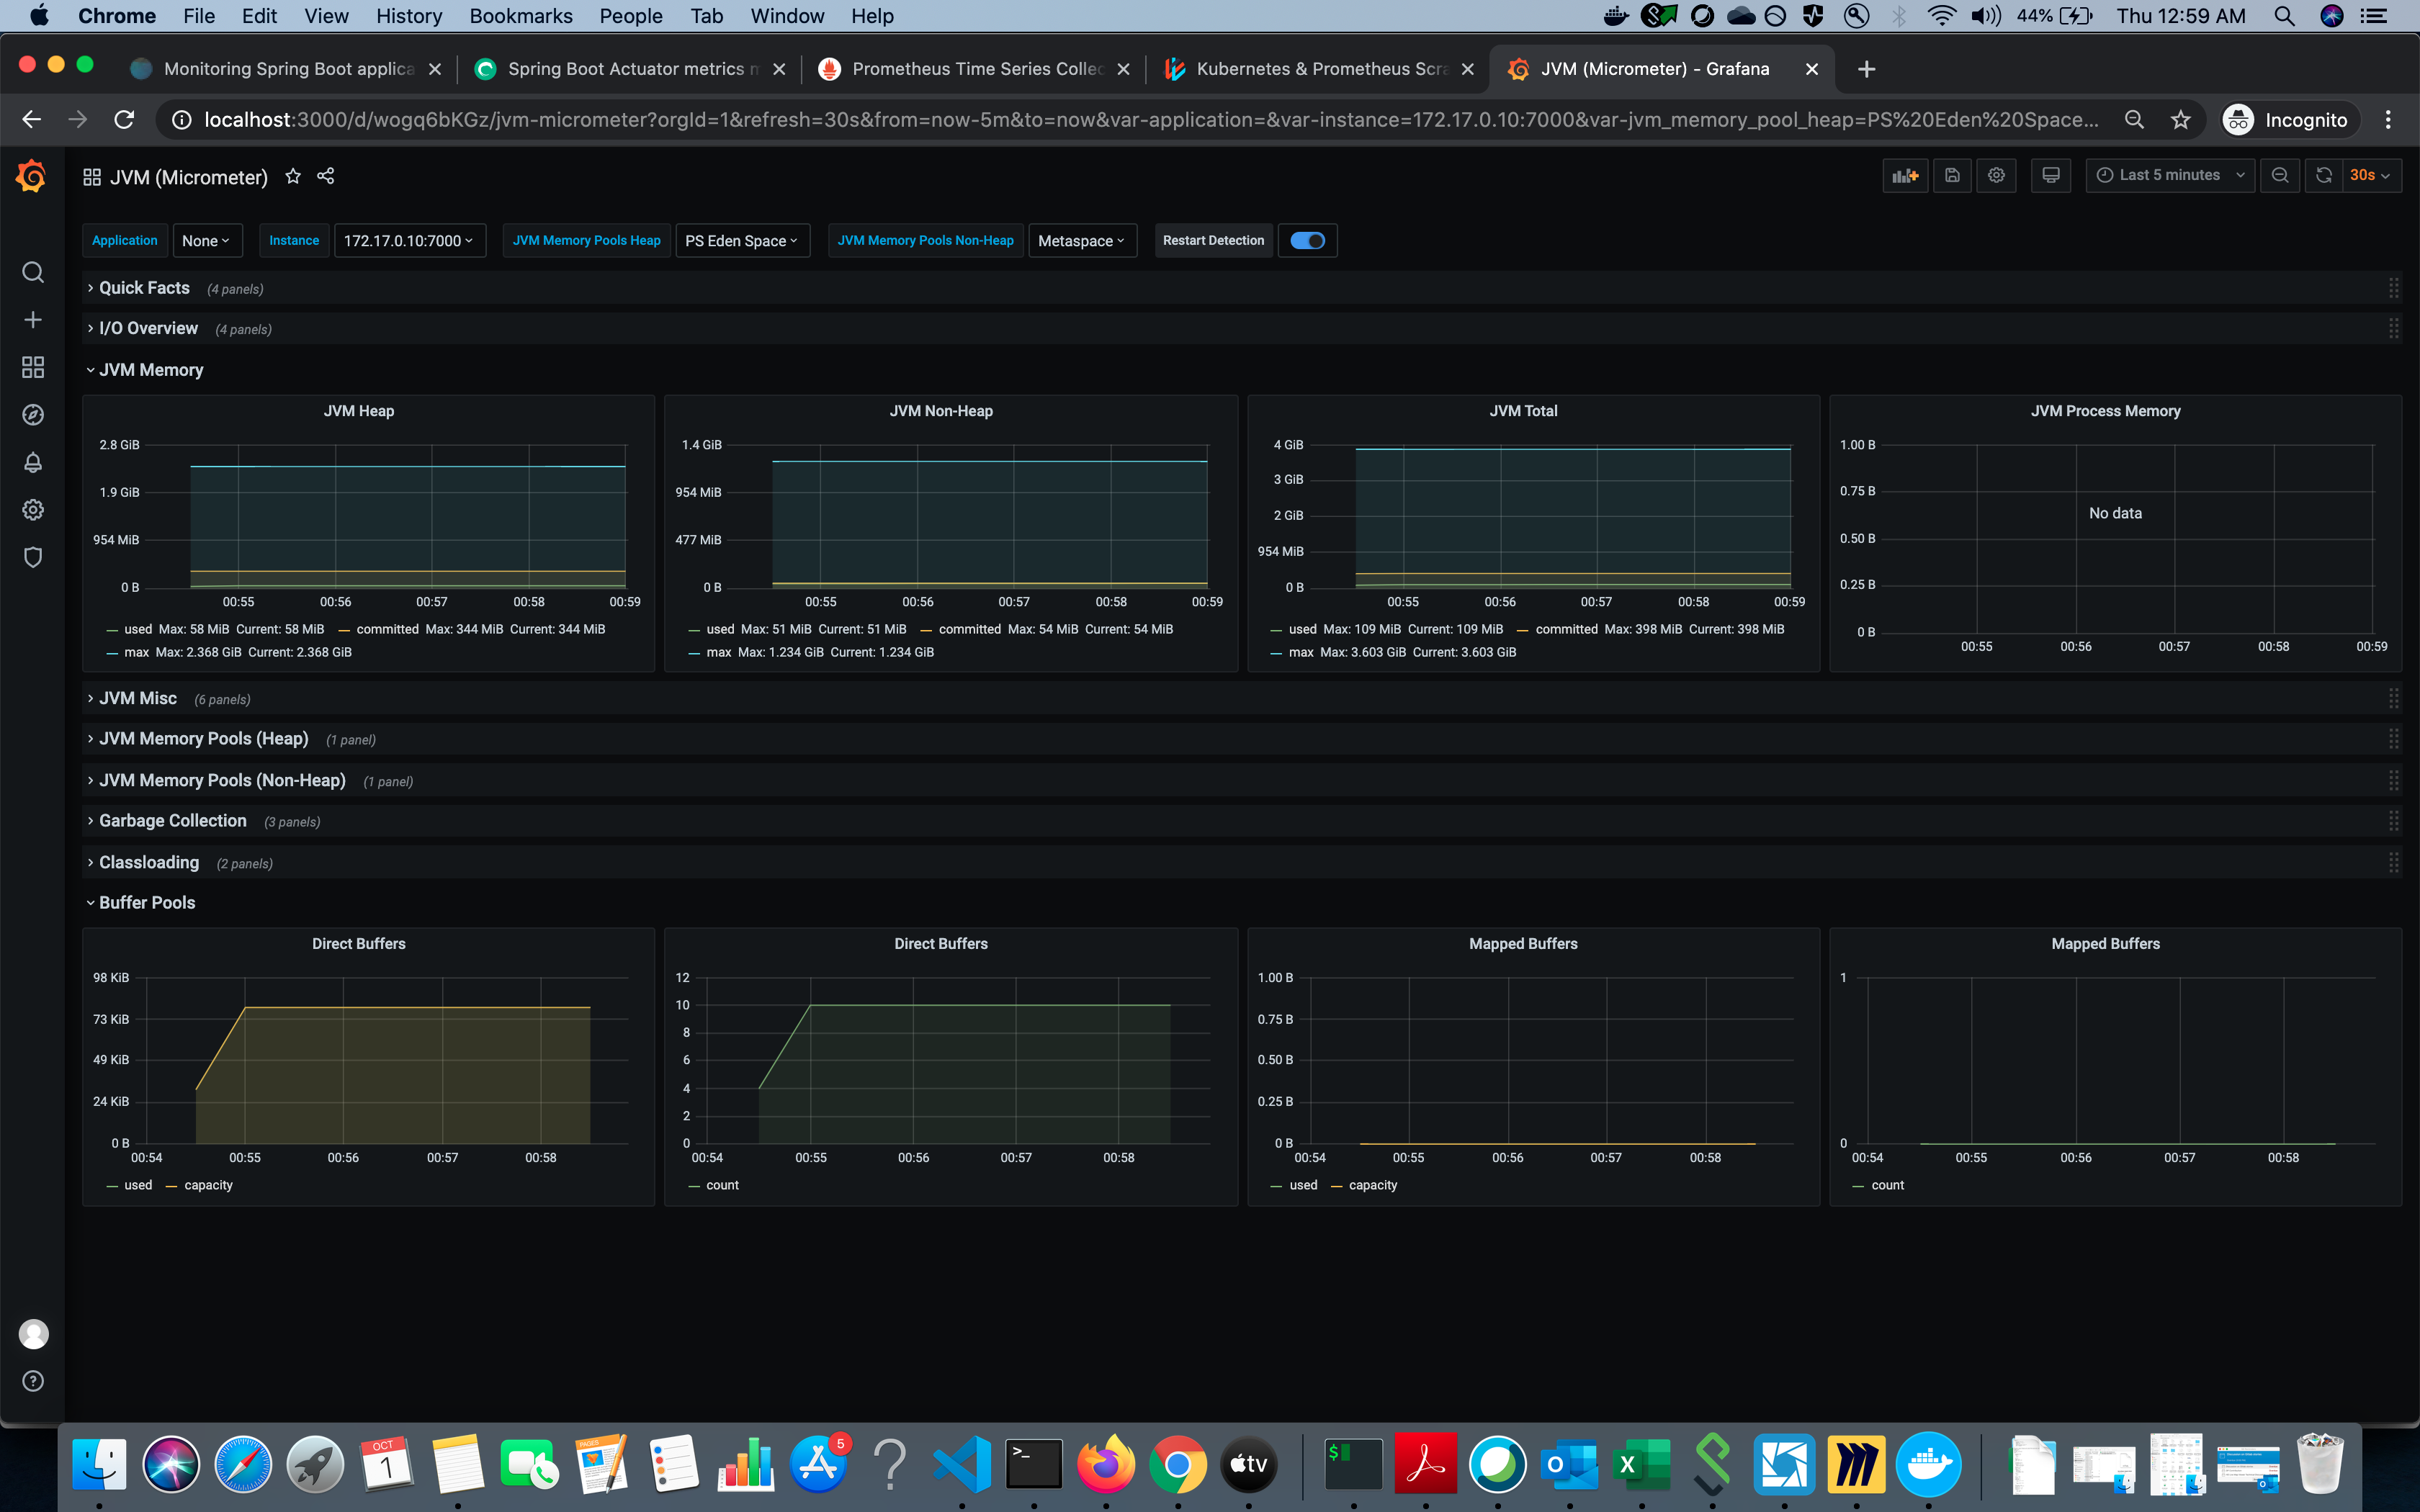 Chrome File Edit View History Bookmarks People Tab Window Help 44% Thu 12:59 AM
Monitoring Spring Boot applica Spring Boot Actuator metrics m Prometheus Time Series Collec Kubernetes & Prometheus Scra JVM (Micrometer) - Grafana
localhost:3000/d/wogq6bKGz/jvm-micrometer?orgId=1&refresh=30s&from=now-5m&to=now&var-application=&var-instance=172.17.0.10:7000&var-jvm_memory_pool_heap=PS%20Eden%20Space... Incognito
JVM (Micrometer) Last 5 minutes 30s
Application None Instance 172.17.0.10:7000 JVM Memory Pools Heap PS Eden Space JVM Memory Pools Non-Heap Metaspace Restart Detection
Quick Facts (4 panels)
I/O Overview (4 panels)
JVM Memory
JVM Heap
2.8 GiB
1.9 GiB
954 MiB
0 B
00:55 00:56 00:57 00:58 00:59
used Max: 58 MiB Current: 58 MiB committed Max: 344 MiB Current: 344 MiB
max Max: 2.368 GiB Current: 2.368 GiB
JVM Non-Heap
1.4 GiB
954 MiB
477 MiB
0 B
00:55 00:56 00:57 00:58 00:59
used Max: 51 MiB Current: 51 MiB committed Max: 54 MiB Current: 54 MiB
max Max: 1.234 GiB Current: 1.234 GiB
JVM Total
4 GiB
3 GiB
2 GiB
954 MiB
0 B
00:55 00:56 00:57 00:58 00:59
used Max: 109 MiB Current: 109 MiB committed Max: 398 MiB Current: 398 MiB
max Max: 3.603 GiB Current: 3.603 GiB
JVM Process Memory
1.00 B
0.75 B
No data
0.50 B
0.25 B
0 B
00:55 00:56 00:57 00:58 00:59
JVM Misc (6 panels)
JVM Memory Pools (Heap) (1 panel)
JVM Memory Pools (Non-Heap) (1 panel)
Garbage Collection (3 panels)
Classloading (2 panels)
Buffer Pools
Direct Buffers
98 KiB
73 KiB
49 KiB
24 KiB
0 B
00:54 00:55 00:56 00:57 00:58
used capacity
Direct Buffers
12
10
8
6
4
2
0
00:54 00:55 00:56 00:57 00:58
count
Mapped Buffers
1.00 B
0.75 B
0.50 B
0.25 B
0 B
00:54 00:55 00:56 00:57 00:58
used capacity
Mapped Buffers
1
0
00:54 00:55 00:56 00:57 00:58
count
OCT
1
PAGES
5
tv